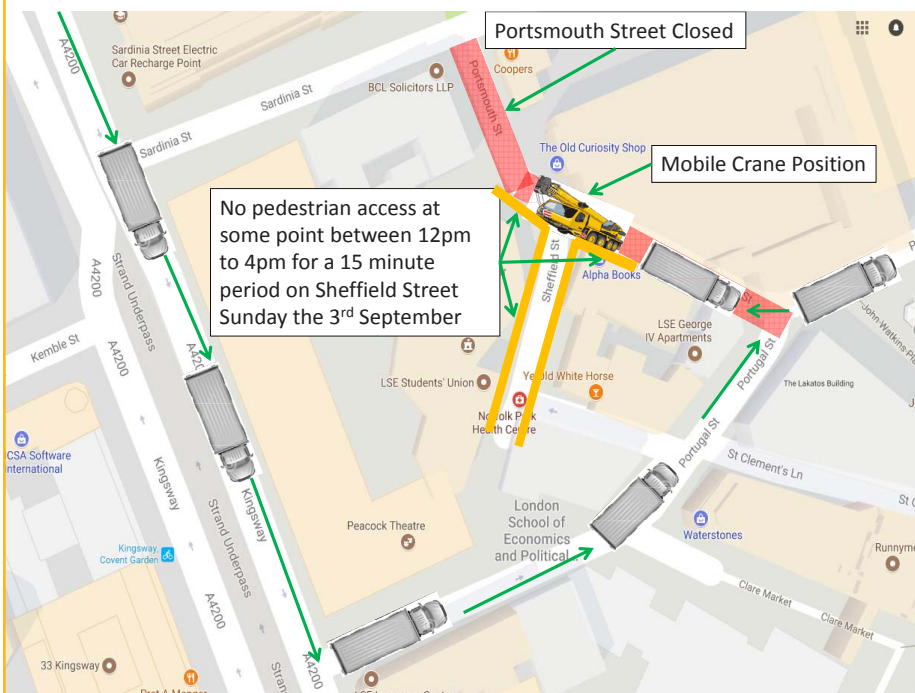 Portsmouth Street Closed
A4200
Sardinia Street Electric
Car Recharge Point
Coopers
BCL Solicitors LLP
Portsmouth St
Sardinia St
Sardinia St
The Old Curiosity Shop
Mobile Crane Position
No pedestrian access at
some point between 12pm
to 4pm for a 15 minute
period on Sheffield Street
Sunday the 3rd September
Sheffield St
Alpha Books
St
A4200
Strand Underpass
A4200
Kemble St
LSE George
IV Apartments
John Watkins
Portugal St
The Lakatos Building
LSE Students' Union
Ye Old White Horse
Health Centre
CSA Software
International
Portugal St
St Clement's Ln
Kingsway
Strand Underpass
Kingsway
London
School of
Economics
and Political...
Peacock Theatre
Waterstones
Kingsway,
Covent Garden
Clare Market
Clare Market
A4200
33 Kingsway
A4200